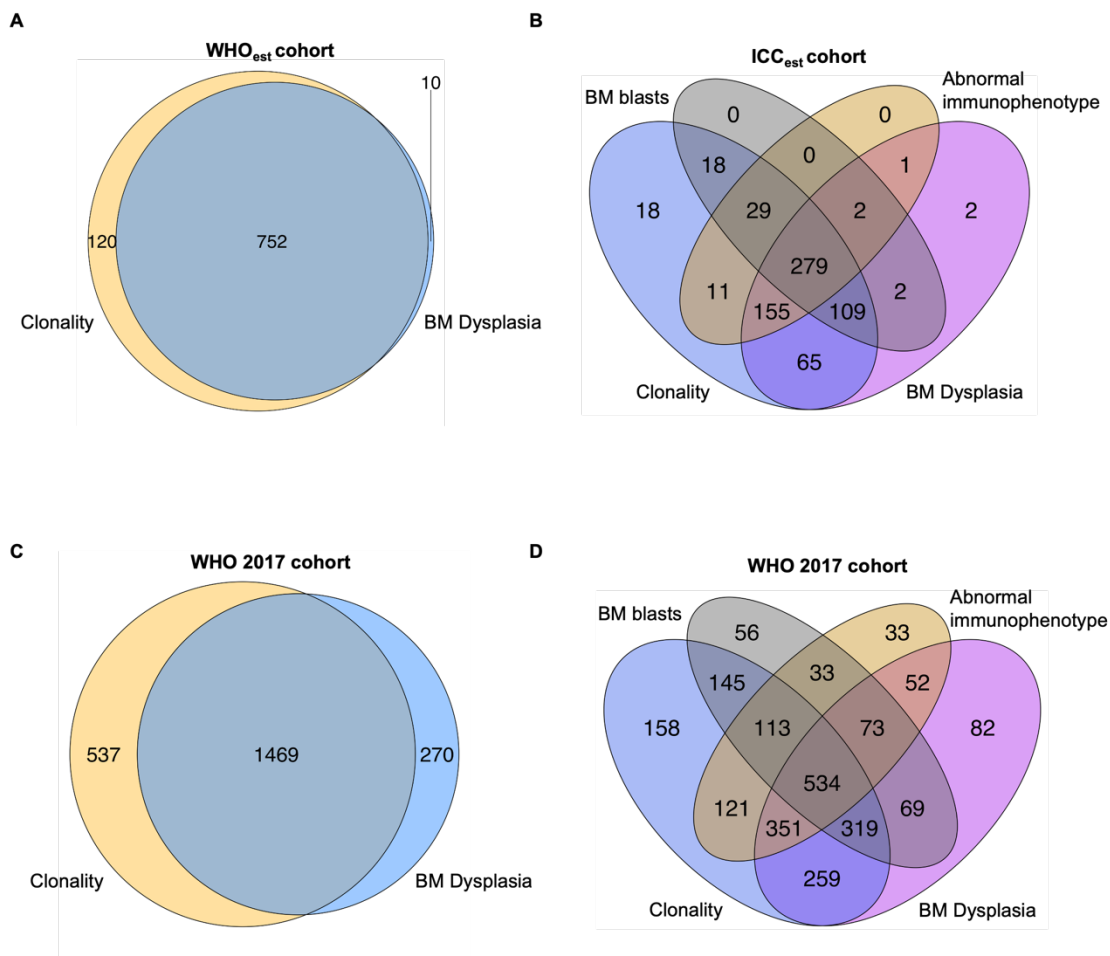 A
WHOest cohort
10
120
752
Clonality
BM Dysplasia
B
ICCest cohort
BM blasts
Abnormal
immunophenotype
0
0
18
0
1
18
29
2
2
279
11
2
155
109
65
Clonality
BM Dysplasia
C
WHO 2017 cohort
537
1469
270
Clonality
BM Dysplasia
D
WHO 2017 cohort
BM blasts
Abnormal
immunophenotype
56
33
33
145
52
158
113
73
82
534
121
69
351
319
259
Clonality
BM Dysplasia